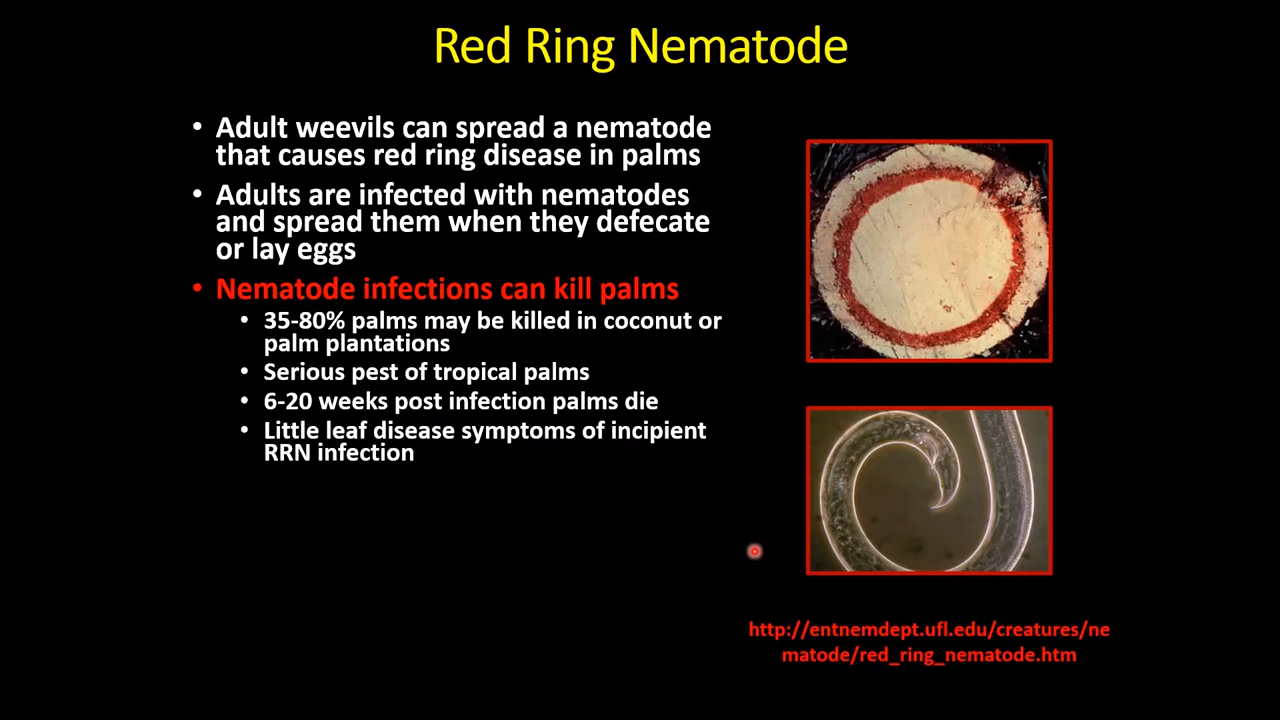 Red Ring Nematode
• Adult weevils can spread a nematode
that causes red ring disease in palms
• Adults are infected with nematodes
and spread them when they defecate
or lay eggs
• Nematode infections can kill palms
• 35-80% palms may be killed in coconut or
palm plantations
• Serious pest of tropical palms
• 6-20 weeks post infection palms die
• Little leaf disease symptoms of incipient
RRN infection
http://entnemdept.ufl.edu/creatures/ne
matode/red_ring_nematode.htm